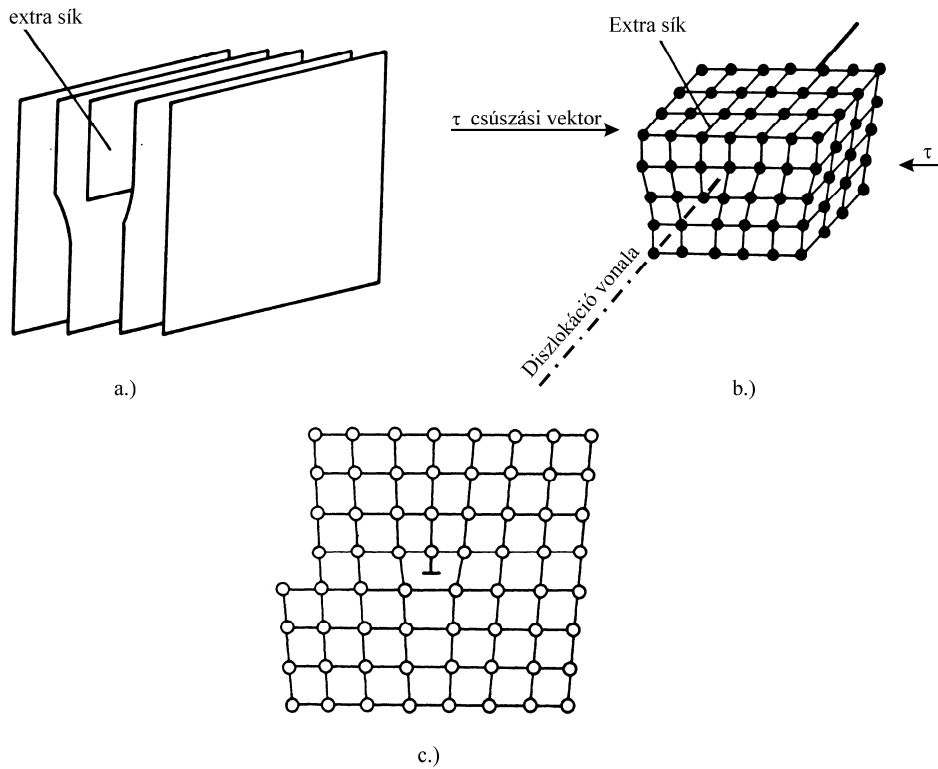 extra sík
Extra sík
τ csúszási vektor
τ
Diszlokáció vonala
a.)
b.)
c.)